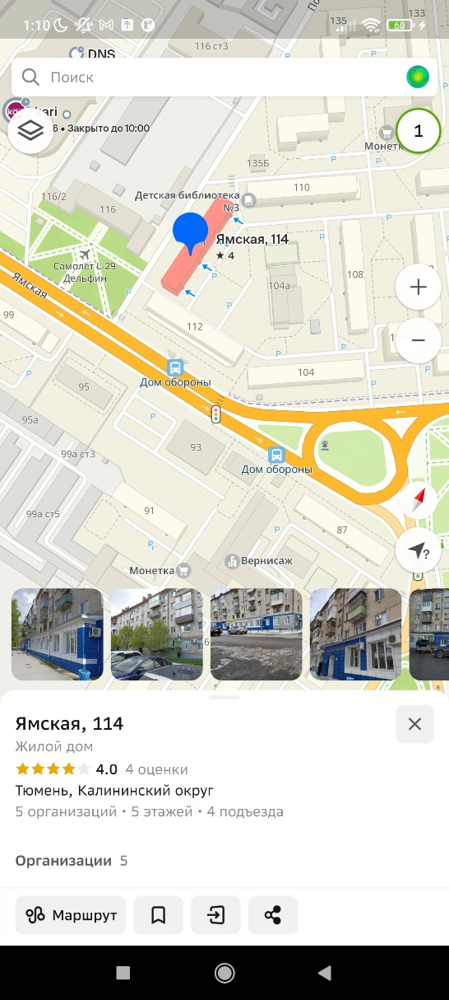 1:10
60
135
133
116 ст3
DNS
Поиск
kari
kari
6 • Закрыто до 10:00
1
Монетк
135Б
110
Детская библиотека
№3
116/2
116
Ямская, 114
★ 4
Самолёт L-29
Дельфин
Ямская
108
104а
99
112
104
Дом обороны
95
95а
93
Дом обороны
99а ст3
99а ст5
91
87
Монетка
Вернисаж
Ямская, 114
Жилой дом
4.0 4 оценки
Тюмень, Калининский округ
5 организаций • 5 этажей • 4 подъезда
Организации 5
Маршрут